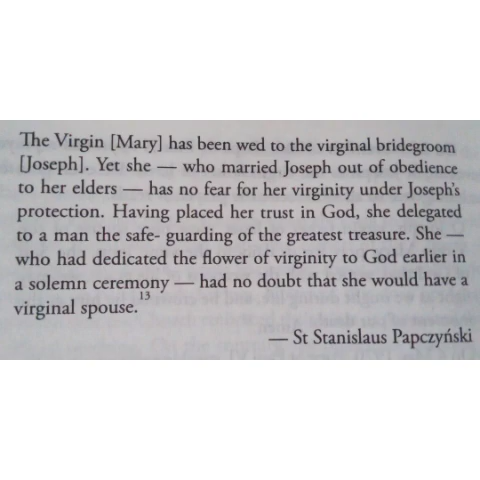 The Virgin [Mary] has been wed to the virginal bridegroom
[Joseph]. Yet she — who married Joseph out of obedience
to her elders — has no fear for her virginity under Joseph's
protection. Having placed her trust in God, she delegated
to a man the safe- guarding of the greatest treasure. She —
who had dedicated the flower of virginity to God earlier in
a solemn ceremony — had no doubt that she would have a
virginal spouse.13
— St Stanislaus Papczyński